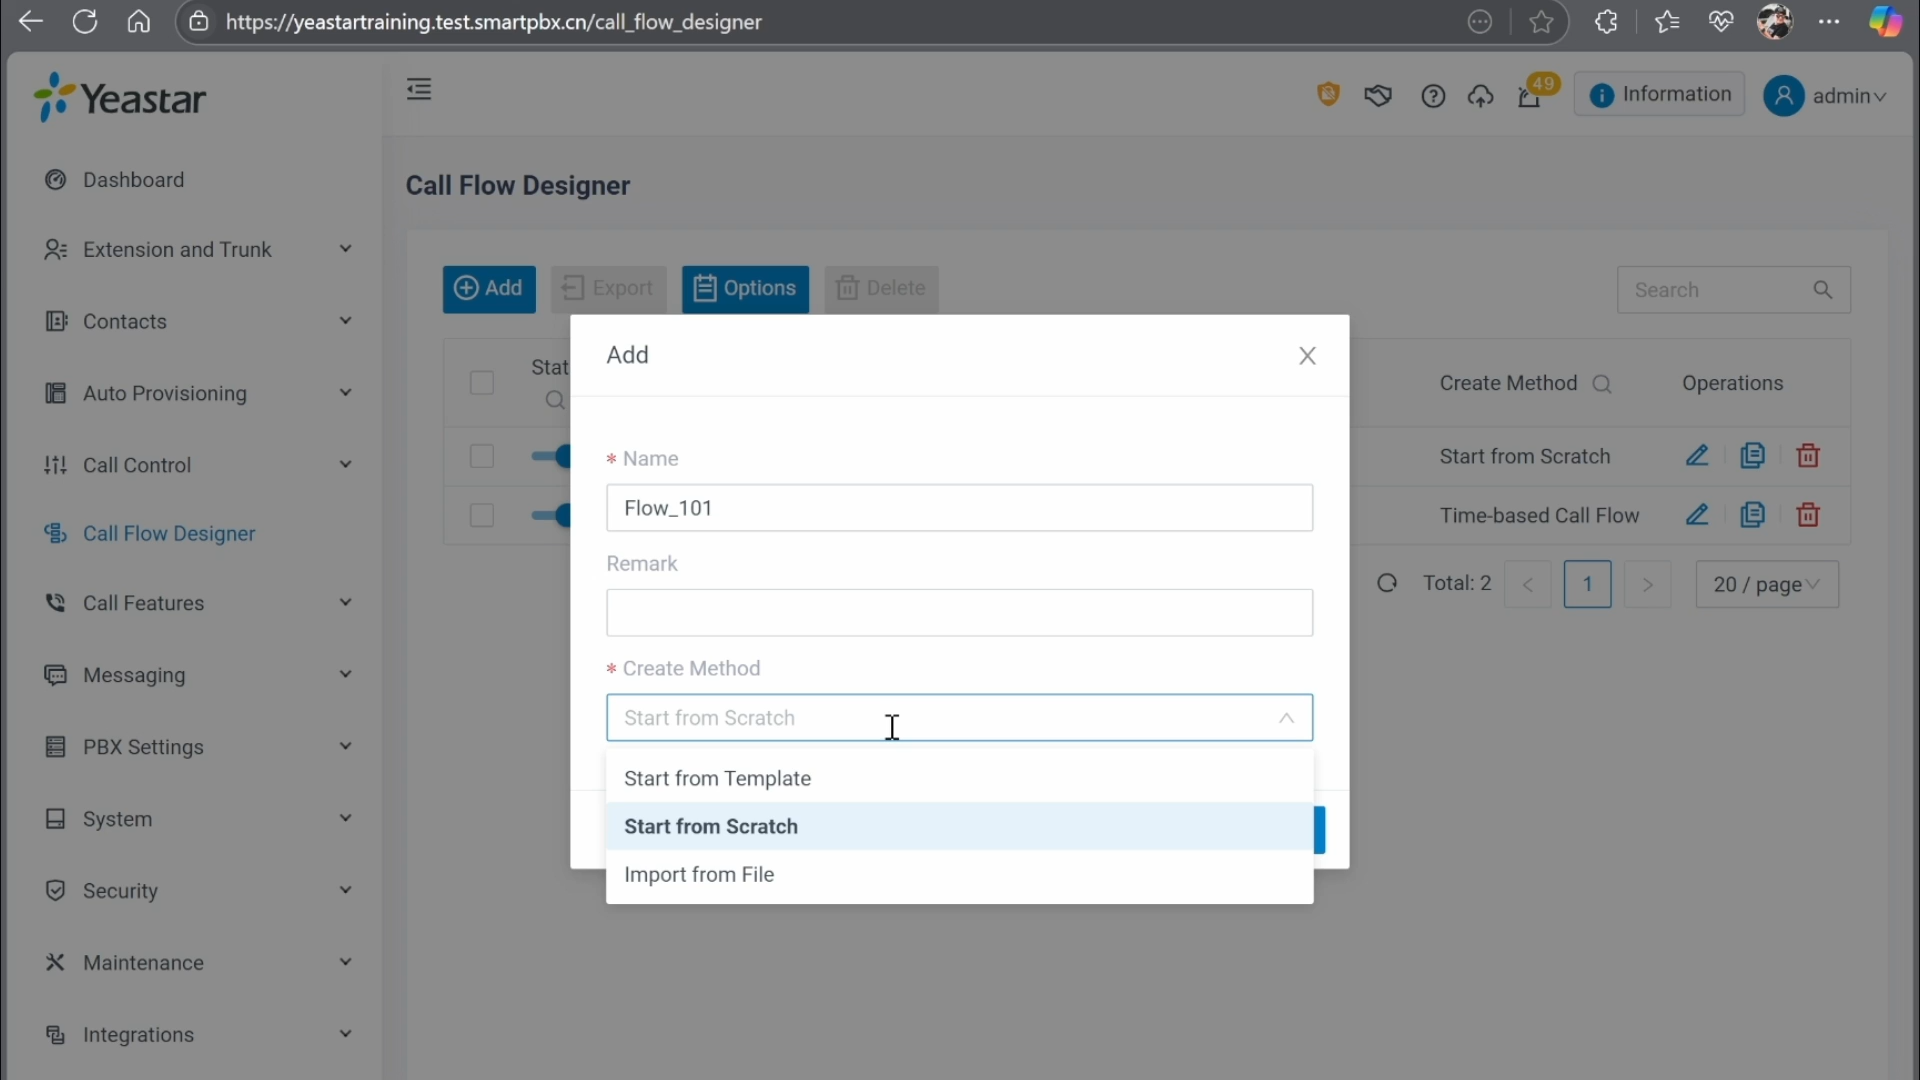 https://yeastartraining.test.smartpbx.cn/call_flow_designer
Yeastar
49
Information
admin
Dashboard
Extension and Trunk
Contacts
Auto Provisioning
Call Control
Call Flow Designer
Call Features
Messaging
PBX Settings
System
Security
Maintenance
Integrations
Call Flow Designer
Add
Export
Options
Delete
Search
Stat
Create Method
Operations
Start from Scratch
Time-based Call Flow
Total: 2
<
1
>
20 / page
Add
* Name
Flow_101
Remark
* Create Method
Start from Scratch
Start from Template
Start from Scratch
Import from File